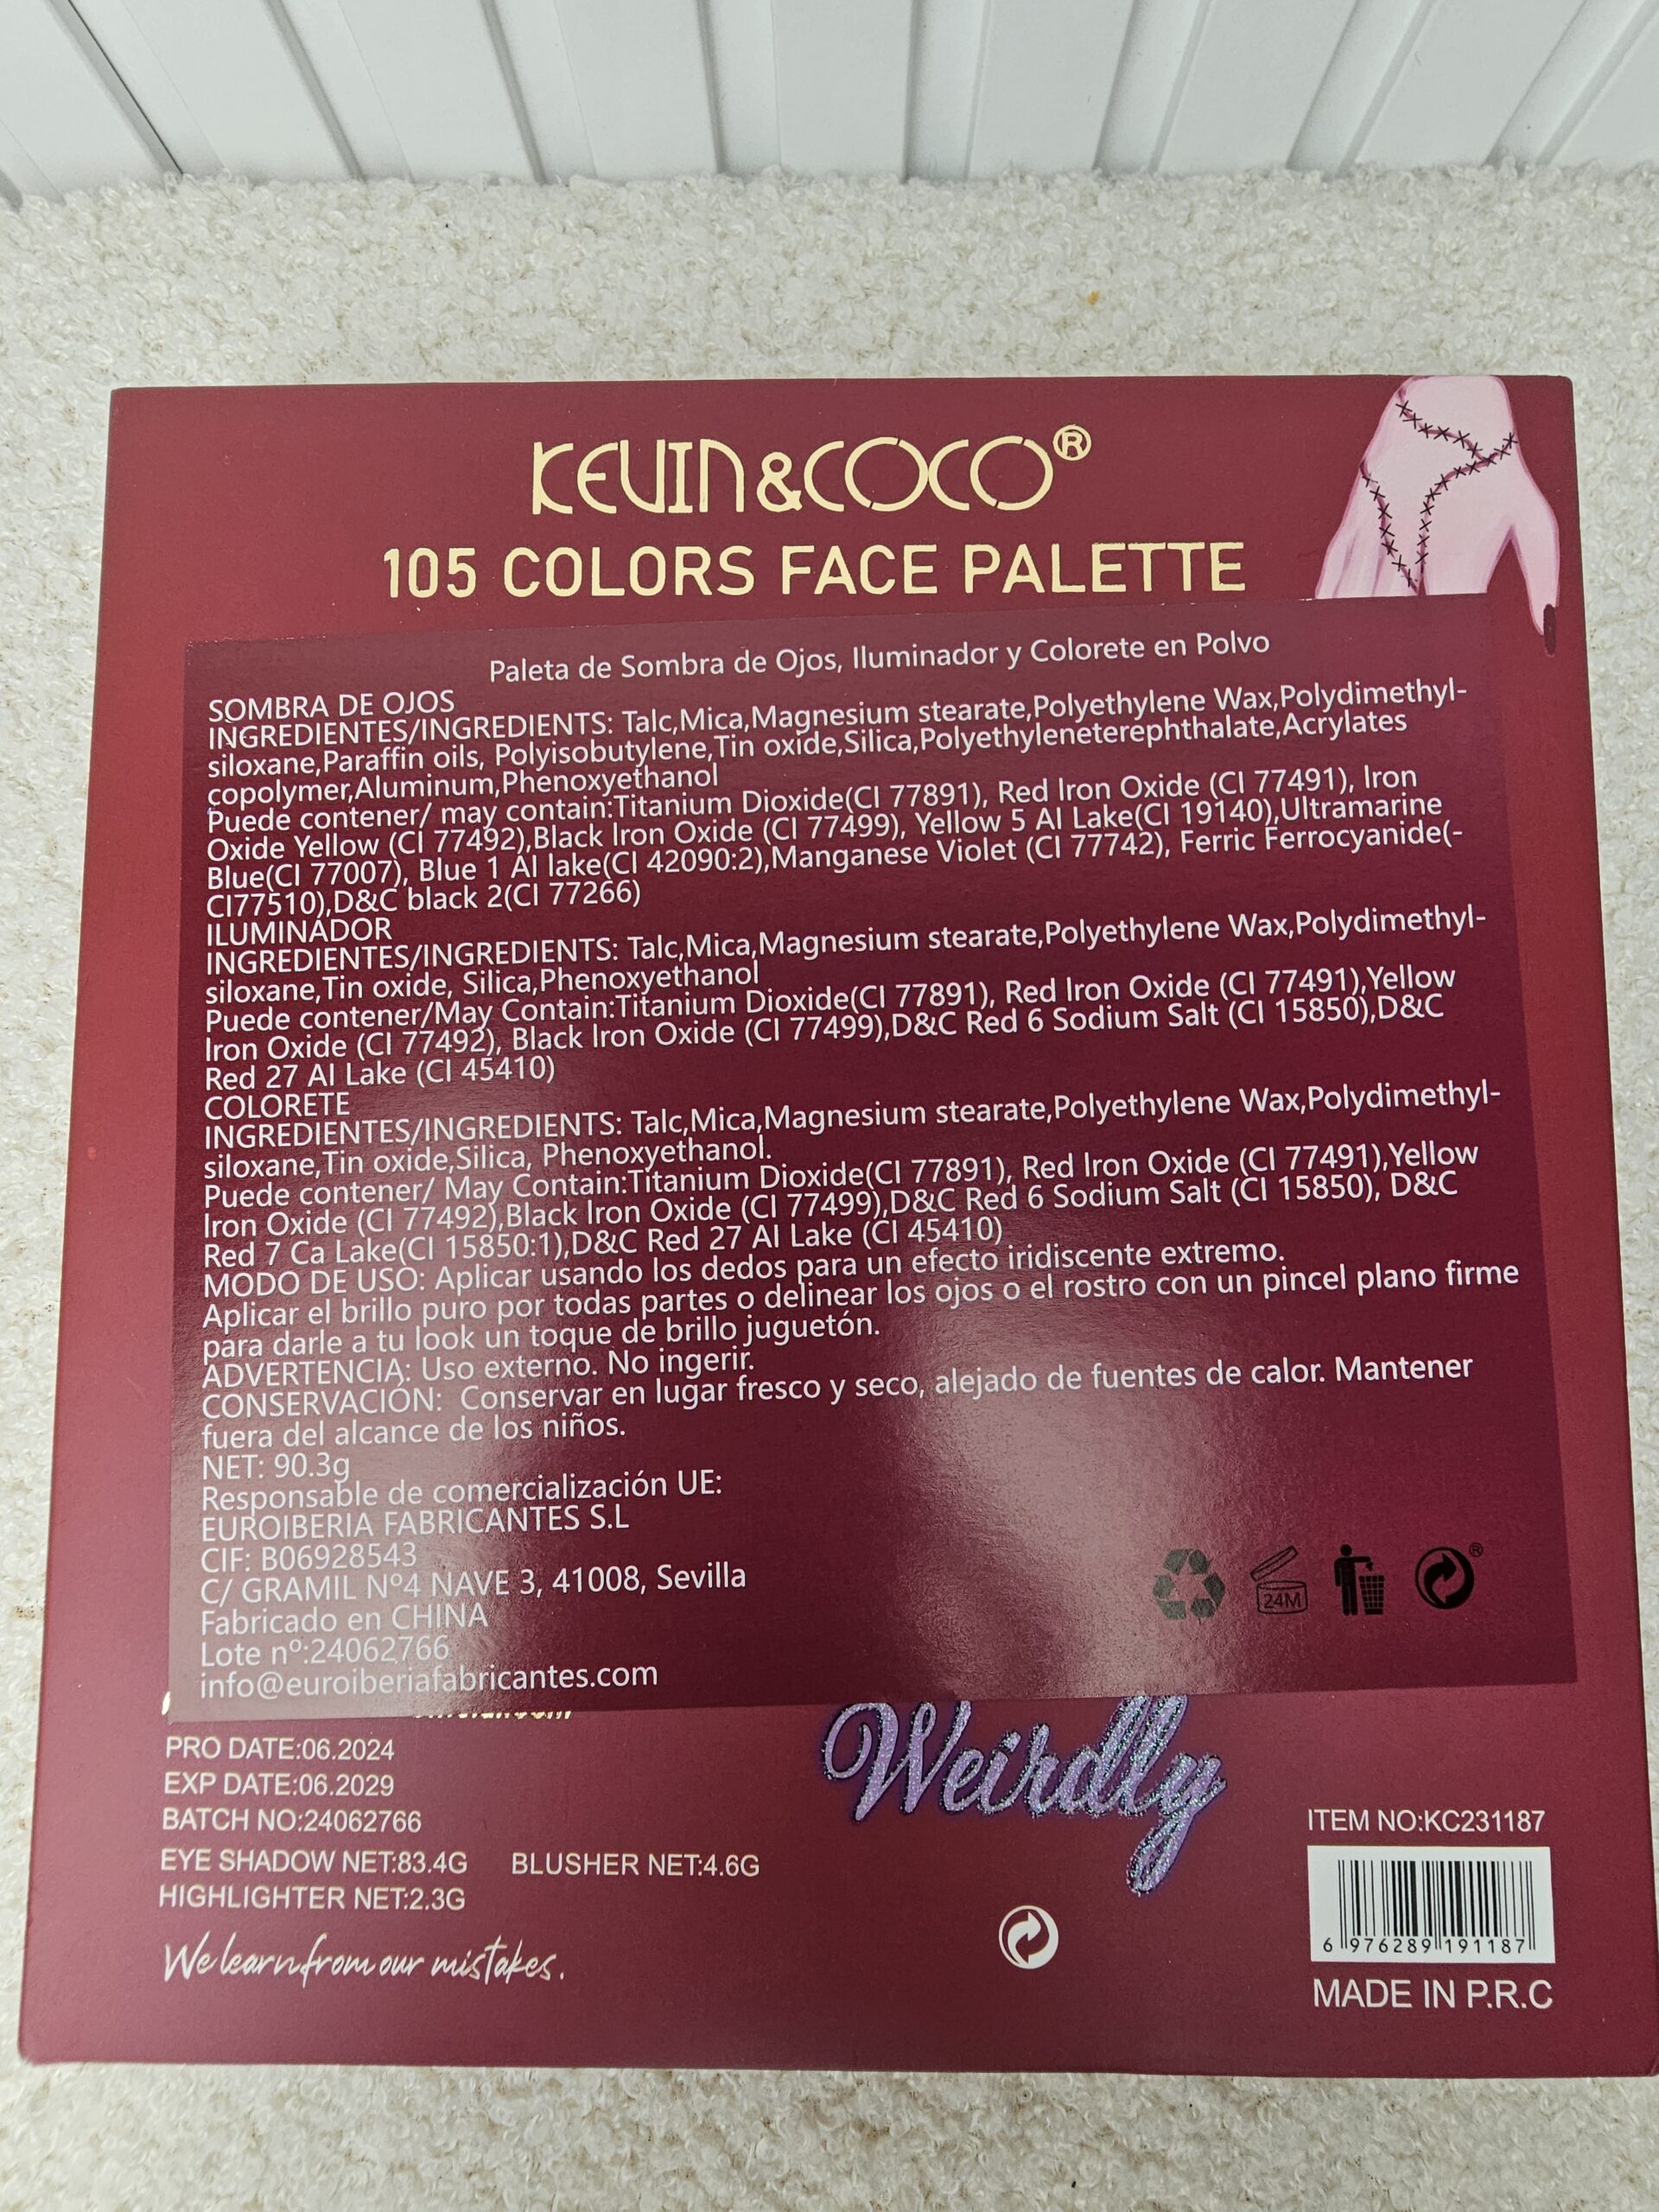 KEVIN&COCO®
105 COLORS FACE PALETTE
Paleta de Sombra de Ojos, Iluminador y Colorete en Polvo
SOMBRA DE OJOS
INGREDIENTES/INGREDIENTS: Talc,Mica,Magnesium stearate,Polyethylene Wax,Polydimethyl-
siloxane,Paraffin oils, Polyisobutylene,Tin oxide,Silica,Polyethyleneterephthalate,Acrylates
copolymer,Aluminum,Phenoxyethanol
Puede contener/ may contain:Titanium Dioxide(CI 77891), Red Iron Oxide (CI 77491), Iron
Oxide Yellow (CI 77492),Black Iron Oxide (CI 77499), Yellow 5 Al Lake(CI 19140),Ultramarine
Blue(CI 77007), Blue 1 Al lake(CI 42090:2),Manganese Violet (CI 77742), Ferric Ferrocyanide(-
CI77510),D&C black 2(CI 77266)
ILUMINADOR
INGREDIENTES/INGREDIENTS: Talc,Mica,Magnesium stearate,Polyethylene Wax,Polydimethyl-
siloxane,Tin oxide, Silica,Phenoxyethanol
Puede contener/May Contain:Titanium Dioxide(CI 77891), Red Iron Oxide (CI 77491),Yellow
Iron Oxide (CI 77492), Black Iron Oxide (CI 77499),D&C Red 6 Sodium Salt (CI 15850),D&C
Red 27 Al Lake (CI 45410)
COLORETE
INGREDIENTES/INGREDIENTS: Talc,Mica,Magnesium stearate,Polyethylene Wax,Polydimethyl-
siloxane,Tin oxide,Silica, Phenoxyethanol.
Puede contener/ May Contain:Titanium Dioxide(CI 77891), Red Iron Oxide (CI 77491),Yellow
Iron Oxide (CI 77492),Black Iron Oxide (CI 77499),D&C Red 6 Sodium Salt (CI 15850), D&C
Red 7 Ca Lake(CI 15850:1),D&C Red 27 Al Lake (CI 45410)
MODO DE USO: Aplicar usando los dedos para un efecto iridiscente extremo.
Aplicar el brillo puro por todas partes o delinear los ojos o el rostro con un pincel plano firme
para darle a tu look un toque de brillo juguetón.
ADVERTENCIA: Uso externo. No ingerir.
CONSERVACIÓN: Conservar en lugar fresco y seco, alejado de fuentes de calor. Mantener
fuera del alcance de los niños.
NET: 90.3g
Responsable de comercialización UE:
EUROIBERIA FABRICANTES S.L
CIF: B06928543
C/ GRAMIL Nº4 NAVE 3, 41008, Sevilla
Fabricado en CHINA
Lote nº:24062766
info@euroiberiafabricantes.com
24M
®
PRO DATE:06.2024
EXP DATE:06.2029
BATCH NO:24062766
EYE SHADOW NET:83.4G BLUSHER NET:4.6G
HIGHLIGHTER NET:2.3G
We learn from our mistakes.
Weirdlly
ITEM NO:KC231187
6 976289 191187
MADE IN P.R.C